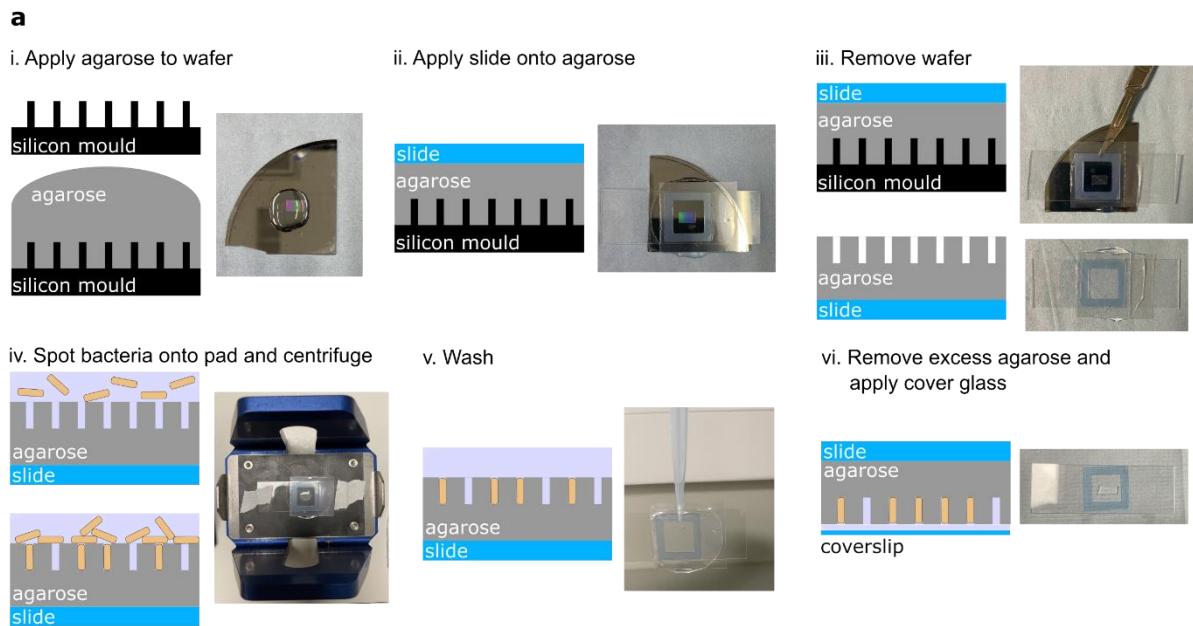 a
i. Apply agarose to wafer
silicon mould
agarose
silicon mould
ii. Apply slide onto agarose
slide
agarose
silicon mould
iii. Remove wafer
slide
agarose
silicon mould
agarose
slide
iv. Spot bacteria onto pad and centrifuge
agarose
slide
agarose
slide
v. Wash
agarose
slide
vi. Remove excess agarose and
apply cover glass
slide
agarose
coverslip